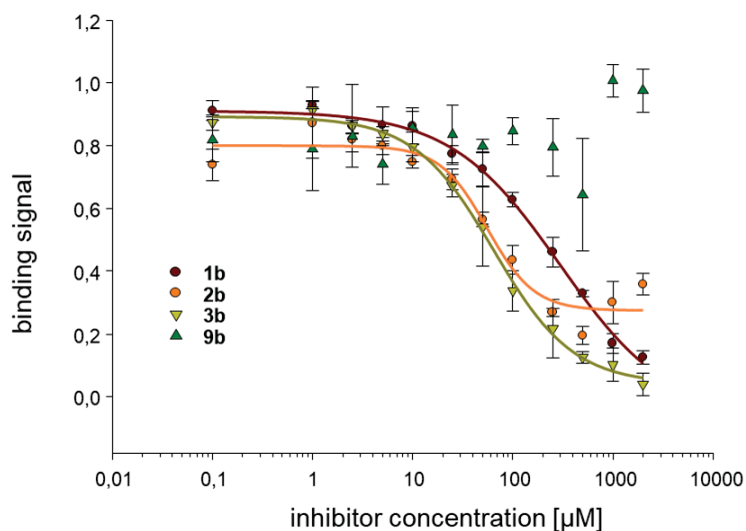 1,2
1,0
0,8
0,6
0,4
0,2
0,0
binding signal
1b
2b
3b
9b
0,01 0,1 1 10 100 1000 10000
inhibitor concentration [µM]